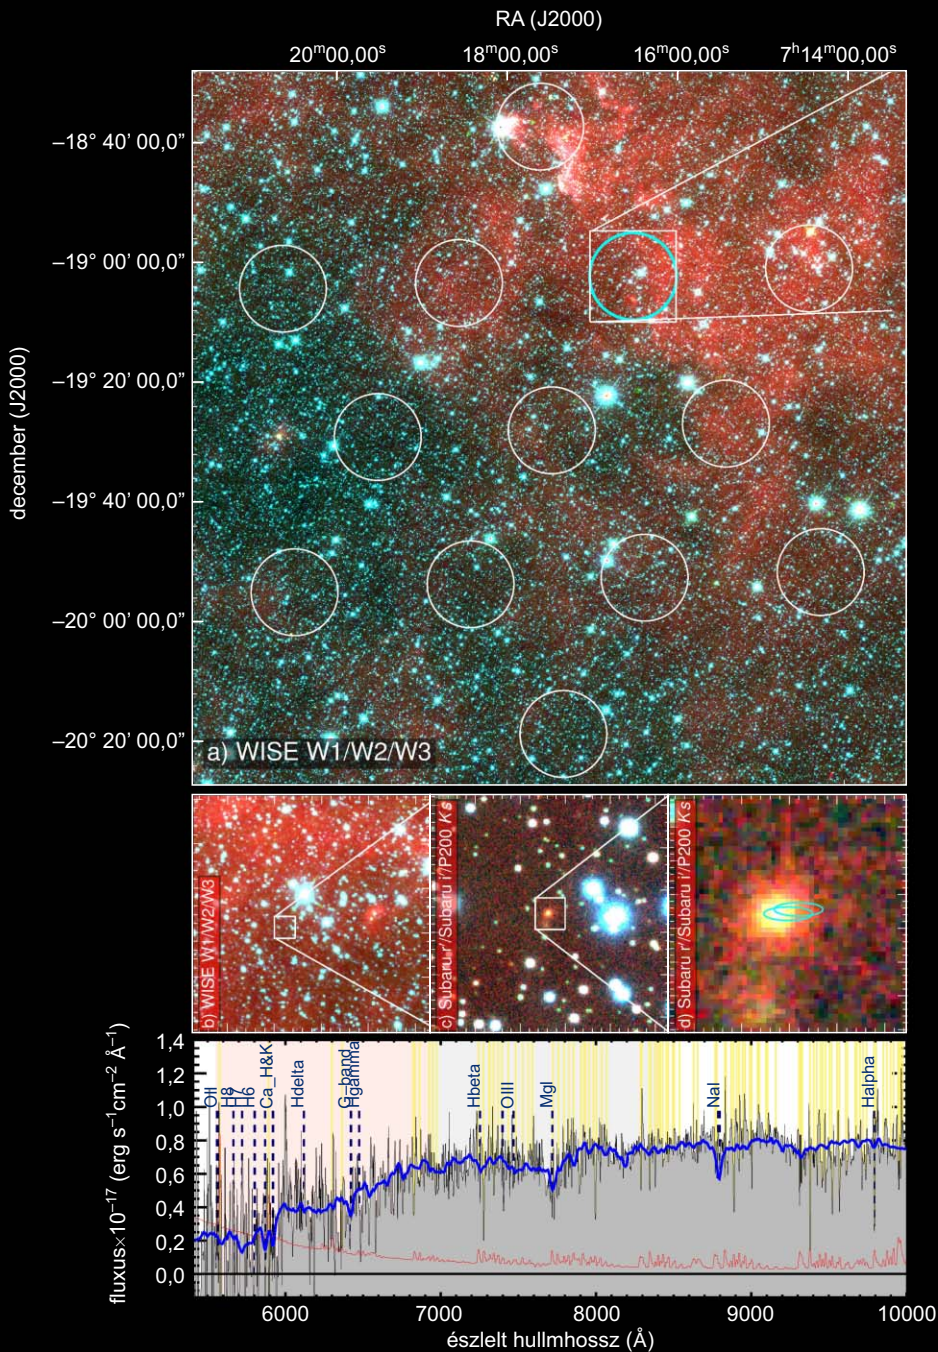 RA (J2000)
20ᵐ00,00ˢ 18ᵐ00,00ˢ 16ᵐ00,00ˢ 7ʰ14ᵐ00,00ˢ
december (J2000)
–18° 40’ 00,0”
–19° 00’ 00,0”
–19° 20’ 00,0”
–19° 40’ 00,0”
–20° 00’ 00,0”
–20° 20’ 00,0”
a) WISE W1/W2/W3
b) WISE W1/W2/W3
c) Subaru r’/Subaru i’/P200 Ks
d) Subaru r’/Subaru i’/P200 Ks
fluxus×10⁻¹⁷ (erg s⁻¹cm⁻² Å⁻¹)
1,4
1,2
1,0
0,8
0,6
0,4
0,2
0,0
OII H8 H7 H6 Ca_H&K Hdelta G-band Hgamma Hbeta OIII MgI NaI Halpha
6000 7000 8000 9000 10000
észlelt hullmhossz (Å)